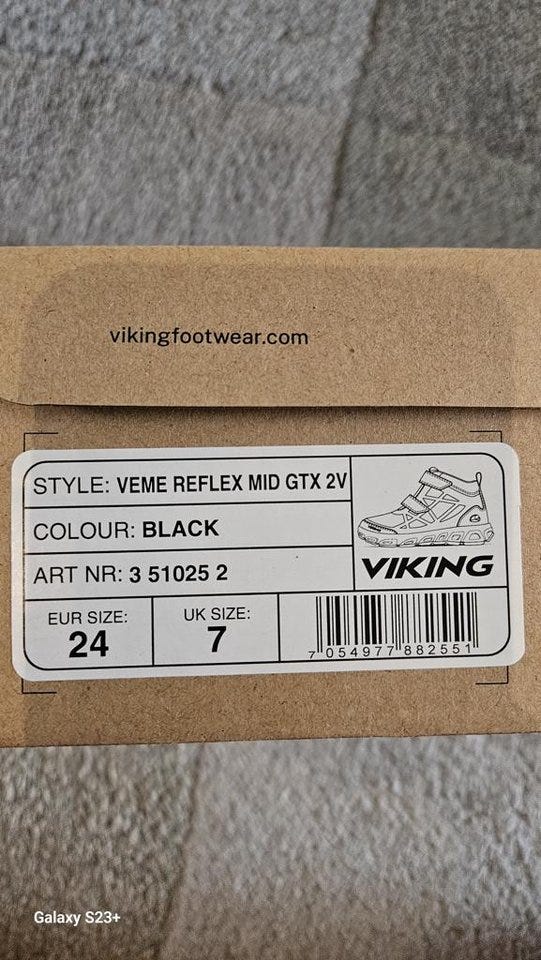 vikingfootwear.com
STYLE: VEME REFLEX MID GTX 2V
COLOUR: BLACK
ART NR: 3 51025 2
VIKING
EUR SIZE: UK SIZE:
24 7
7 054977 882551
Galaxy S23+